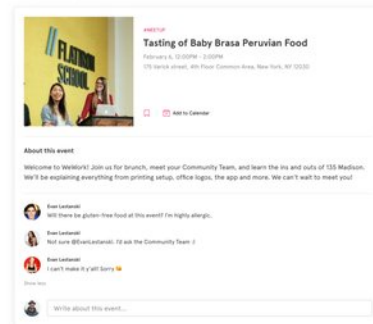 FLATIRON
SCHOOL
#MEETUP
Tasting of Baby Brasa Peruvian Food
February 6, 12:00PM - 2:00PM
175 Varick street, 4th Floor Common Area, New York, NY
Add to Calendar
About this event
Welcome to WeWork! Join us for brunch, meet your Community Team, and learn the ins and outs of 135 Madison.
We'll be explaining everything from printing setup, office logos, the app and more. We can't wait to meet you!
Evan Lestanski
Will there be gluten-free food at this event? I'm highly allergic.
Evan Lestanski
Not sure @EvanLestanski. I'd ask the Community Team :)
Evan Lestanski
I can't make it y'all! Sorry 😘
Show less
Write about this event...